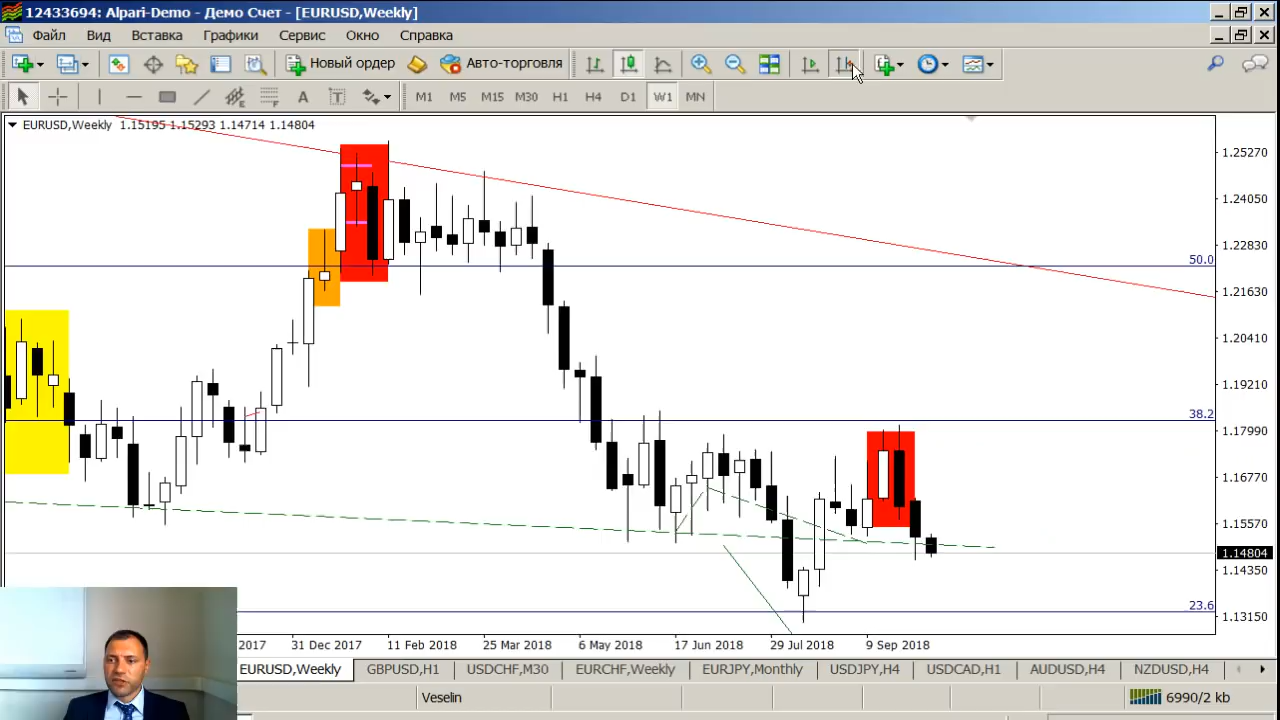 12433694: Alpari-Demo - Демо Счет - [EURUSD,Weekly]
Файл Вид Вставка Графики Сервис Окно Справка
Новый ордер Авто-торговля
A T M1 M5 M15 M30 H1 H4 D1 W1 MN
EURUSD,Weekly 1.15195 1.15293 1.14714 1.14804
1.25270
1.24050
1.22830
50.0
1.21630
1.20410
1.19210
38.2
1.17990
1.16770
1.15570
1.14804
1.14350
23.6
1.13150
2017 31 Dec 2017 11 Feb 2018 25 Mar 2018 6 May 2018 17 Jun 2018 29 Jul 2018 9 Sep 2018
EURUSD,Weekly GBPUSD,H1 USDCHF,M30 EURCHF,Weekly EURJPY,Monthly USDJPY,H4 USDCAD,H1 AUDUSD,H4 NZDUSD,H4
Veselin 6990/2 kb